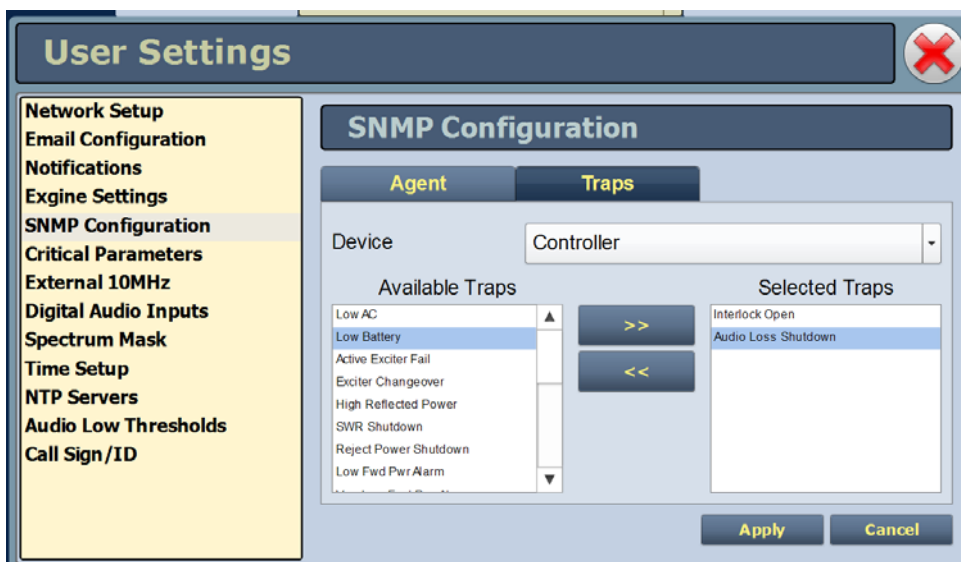 User Settings
Network Setup
Email Configuration
Notifications
Exgine Settings
SNMP Configuration
Critical Parameters
External 10MHz
Digital Audio Inputs
Spectrum Mask
Time Setup
NTP Servers
Audio Low Thresholds
Call Sign/ID
SNMP Configuration
Agent
Traps
Device
Controller
Available Traps
Low AC
Low Battery
Active Exciter Fail
Exciter Changeover
High Reflected Power
SWR Shutdown
Reject Power Shutdown
Low Fwd Pwr Alarm
>>
<<
Selected Traps
Interlock Open
Audio Loss Shutdown
Apply
Cancel